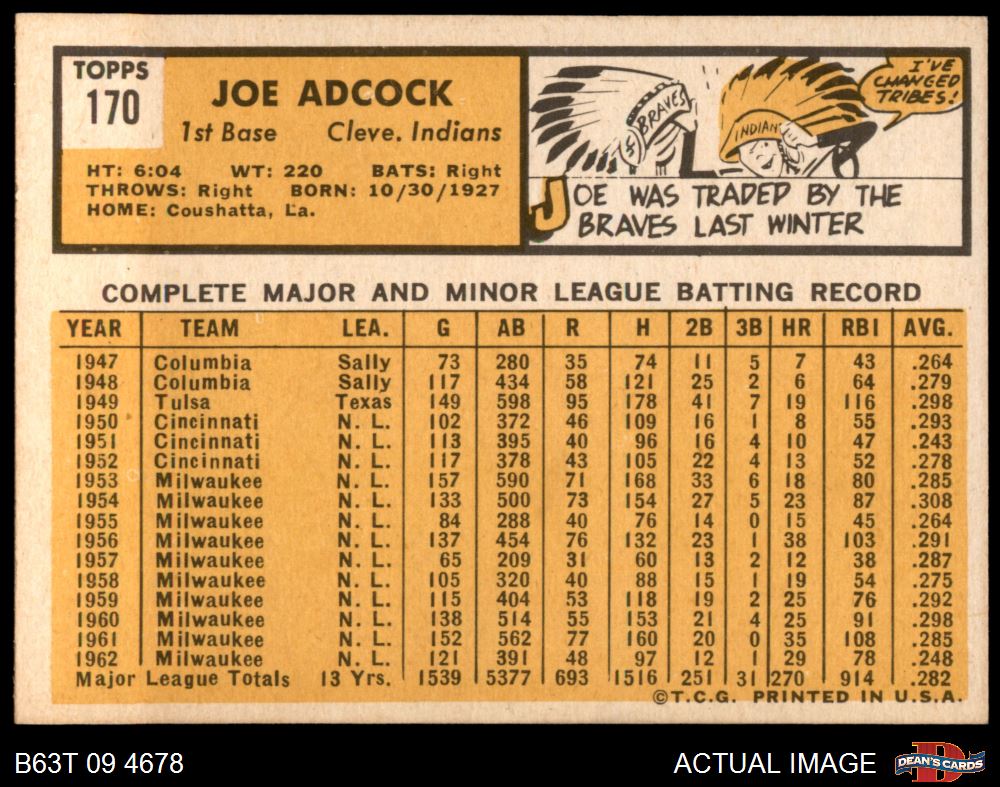 TOPPS
170
JOE ADCOCK
1st Base Cleve. Indians
HT: 6:04 WT: 220 BATS: Right
THROWS: Right BORN: 10/30/1927
HOME: Coushatta, La.
BRAVES
INDIAN
I'VE
CHANGED
TRIBES!
JOE WAS TRADED BY THE
BRAVES LAST WINTER
COMPLETE MAJOR AND MINOR LEAGUE BATTING RECORD
YEAR TEAM LEA. G AB R H 2B 3B HR RBI AVG.
1947 Columbia Sally 73 280 35 74 11 5 7 43 .264
1948 Columbia Sally 117 434 58 121 25 2 6 64 .279
1949 Tulsa Texas 149 598 95 178 41 7 19 116 .298
1950 Cincinnati N. L. 102 372 46 109 16 1 8 55 .293
1951 Cincinnati N. L. 113 395 40 96 16 4 10 47 .243
1952 Cincinnati N. L. 117 378 43 105 22 4 13 52 .278
1953 Milwaukee N. L. 157 590 71 168 33 6 18 80 .285
1954 Milwaukee N. L. 133 500 73 154 27 5 23 87 .308
1955 Milwaukee N. L. 84 288 40 76 14 0 15 45 .264
1956 Milwaukee N. L. 137 454 76 132 23 1 38 103 .291
1957 Milwaukee N. L. 65 209 31 60 13 2 12 38 .287
1958 Milwaukee N. L. 105 320 40 88 15 1 19 54 .275
1959 Milwaukee N. L. 115 404 53 118 19 2 25 76 .292
1960 Milwaukee N. L. 138 514 55 153 21 4 25 91 .298
1961 Milwaukee N. L. 152 562 77 160 20 0 35 108 .285
1962 Milwaukee N. L. 121 391 48 97 12 1 29 78 .248
Major League Totals 13 Yrs. 1539 5377 693 1516 251 31 270 914 .282
©T.C.G. PRINTED IN U.S.A.
B63T 09 4678
ACTUAL IMAGE
DEAN'S CARDS